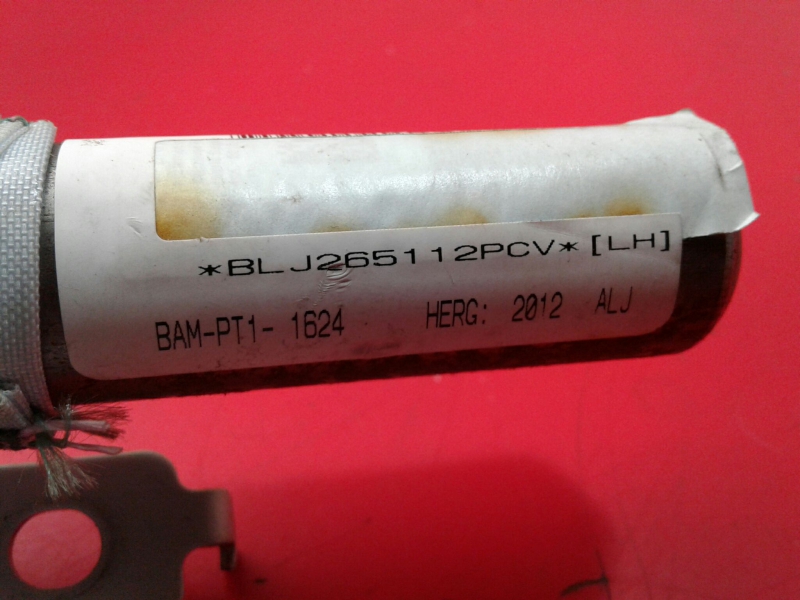 *BLJ265112PCV* [LH]
BAM-PT1- 1624 HERG: 2012 ALJ